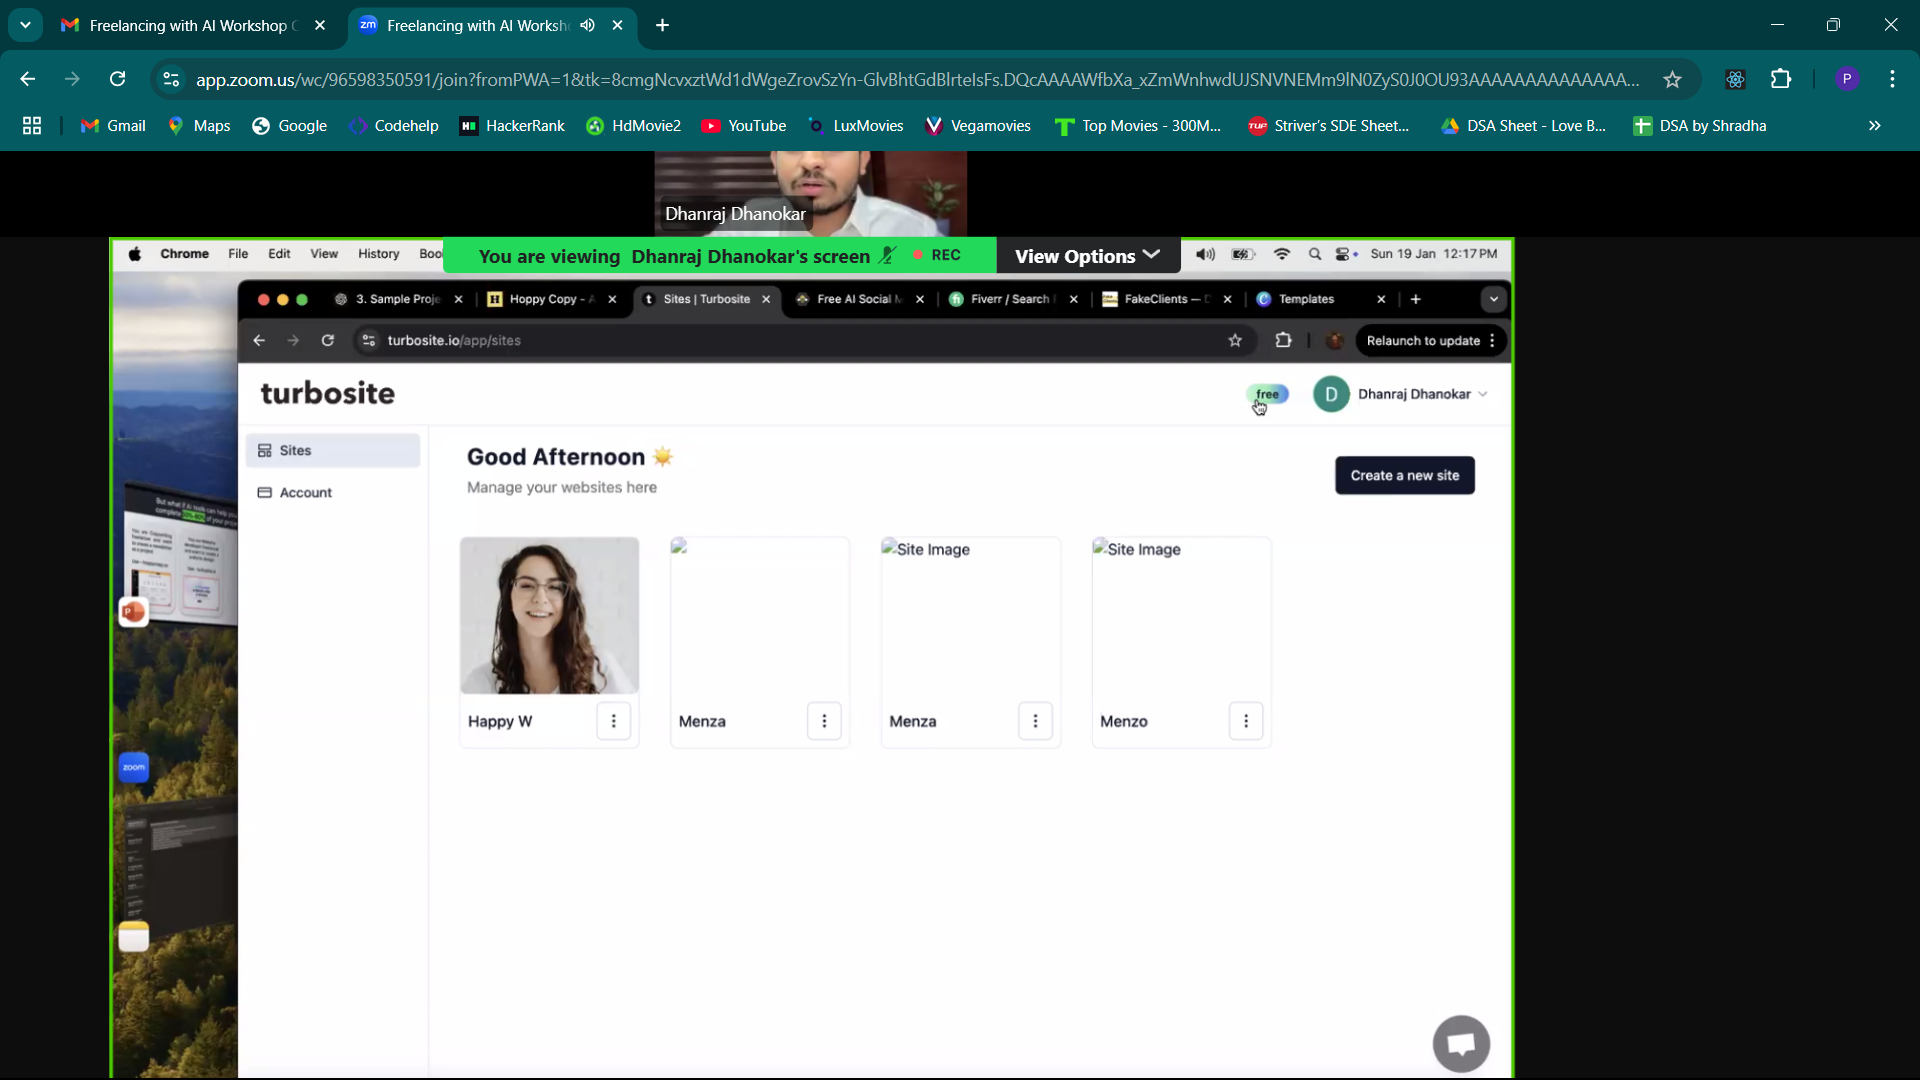 Freelancing with AI Workshop C
Freelancing with AI Worksh
app.zoom.us/wc/96598350591/join?fromPWA=1&tk=8cmgNcvxztWd1dWgeZrovSzYn-GlvBhtGdBlrtelsFs.DQcAAAAWfbXa_xZmWnhwdUJSNVNEMm9lN0ZyS0J0OU93AAAAAAAAAAAAAA...
P
Gmail
Maps
Google
Codehelp
HackerRank
HdMovie2
YouTube
LuxMovies
Vegamovies
Top Movies - 300M...
Striver's SDE Sheet...
DSA Sheet - Love B...
DSA by Shradha
Dhanraj Dhanokar
Chrome File Edit View History Boo
You are viewing Dhanraj Dhanokar's screen REC
View Options
Sun 19 Jan 12:17 PM
3. Sample Proje
Hoppy Copy - A
Sites | Turbosite
Free AI Social M
Fiverr / Search
FakeClients —
Templates
turbosite.io/app/sites
Relaunch to update
turbosite
free
D
Dhanraj Dhanokar
Sites
Account
Good Afternoon
Manage your websites here
Create a new site
Site Image
Site Image
Happy W
Menza
Menza
Menzo
zoom